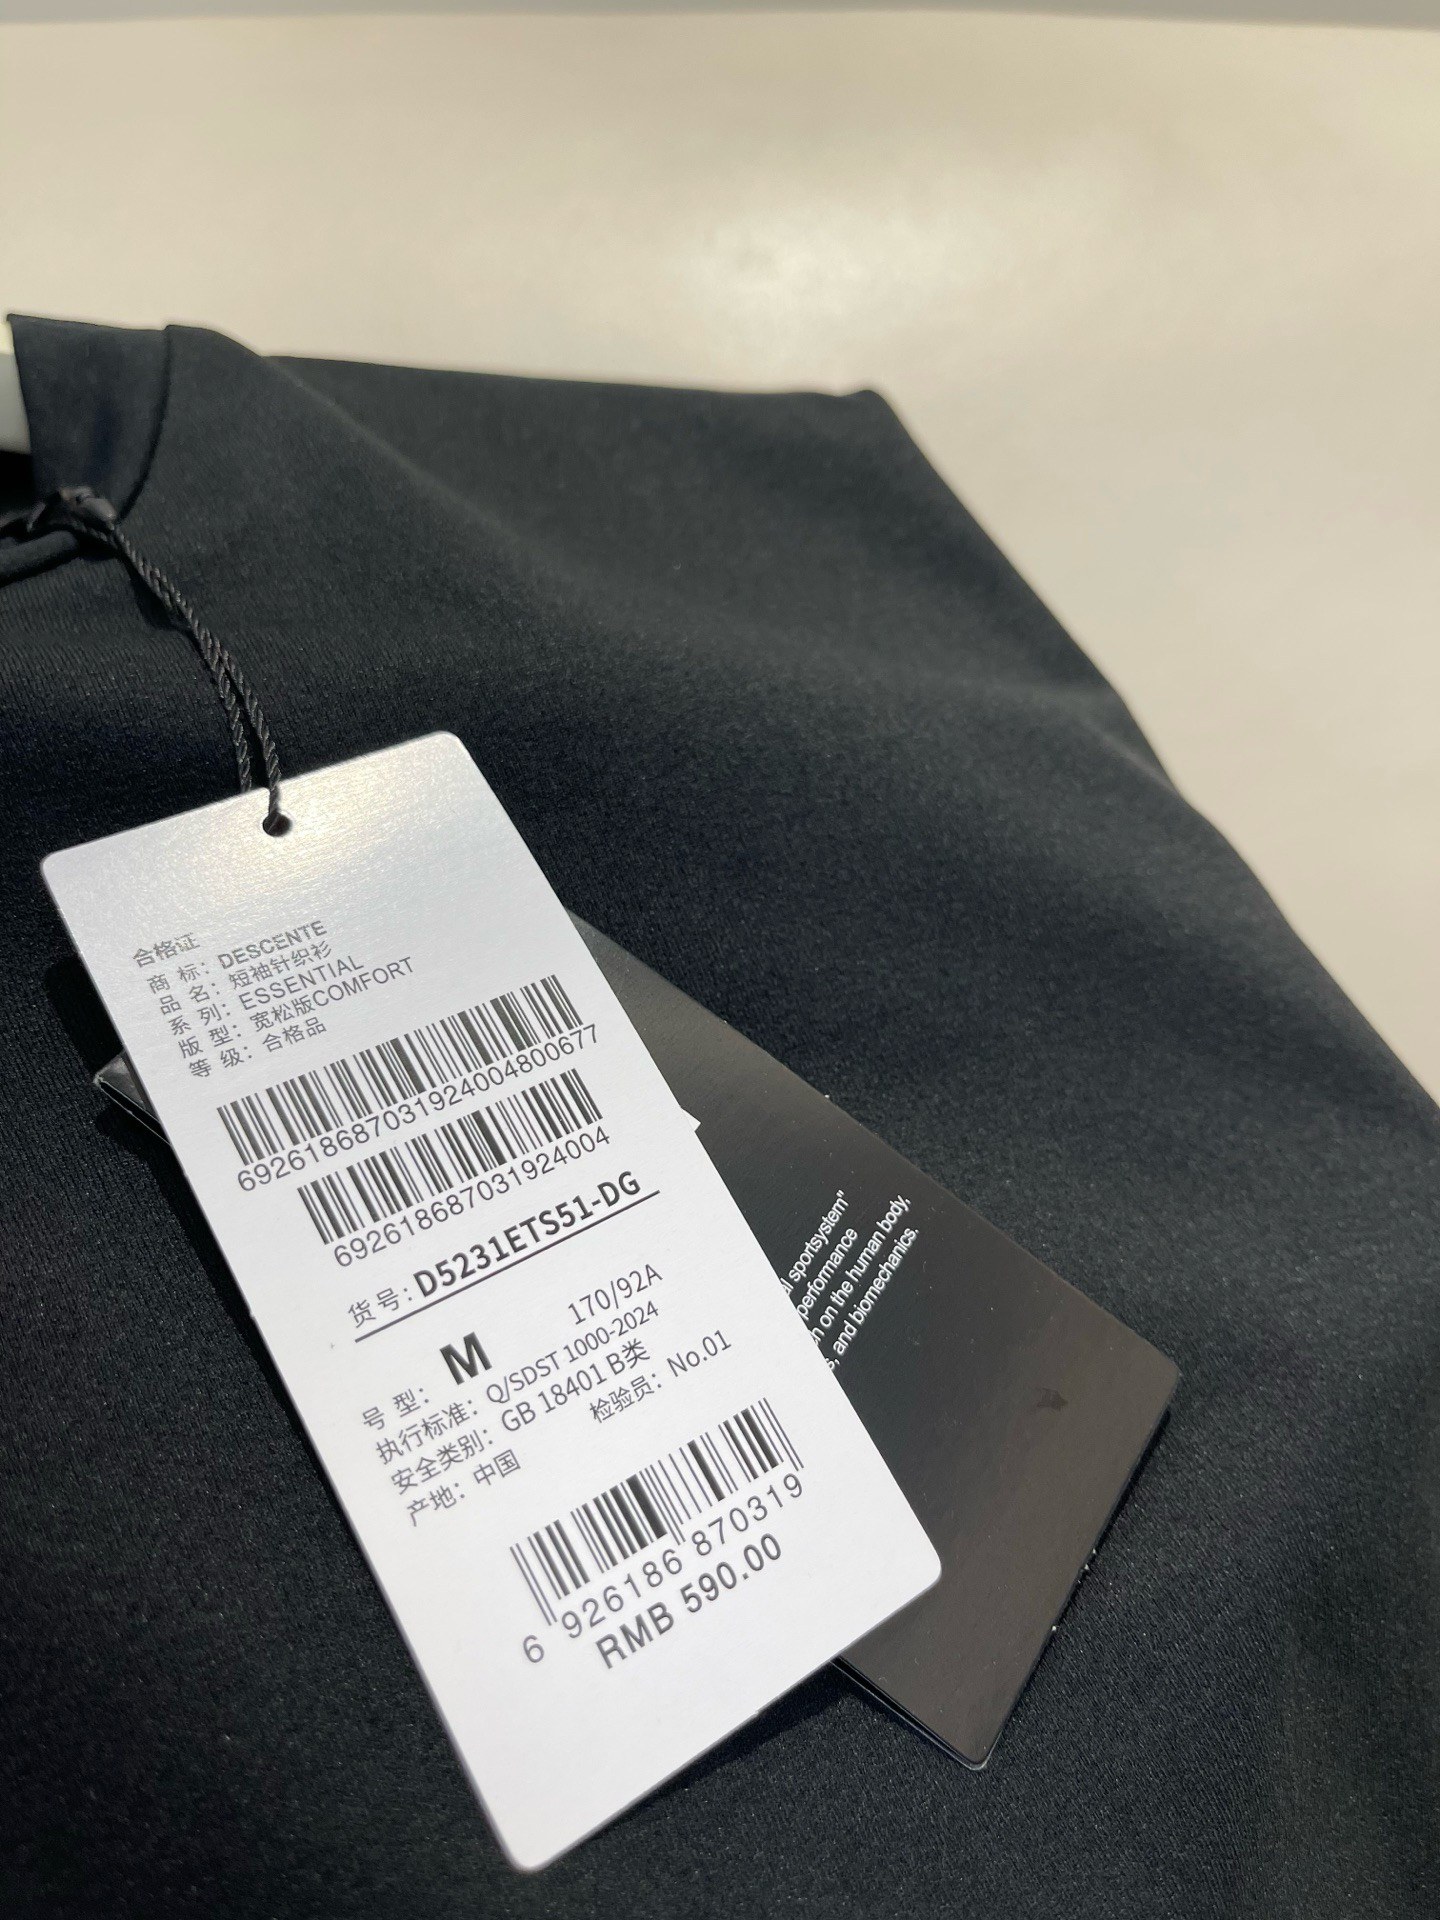 合格证
商 标：DESCENTE
品 名：短袖针织衫
系 列：ESSENTIAL
版 型：宽松版COMFORT
等 级：合格品
69261868703192400480​0677
692618687031924004
货号：D5231ETS51-DG
号 型：M 170/92A
执行标准：Q/SDST 1000-2024
安全类别：GB 18401 B类
产地：中国 检验员：No.01
6 926186 870319
RMB 590.00
sportsystem"
performance
on the human body,
and biomechanics.